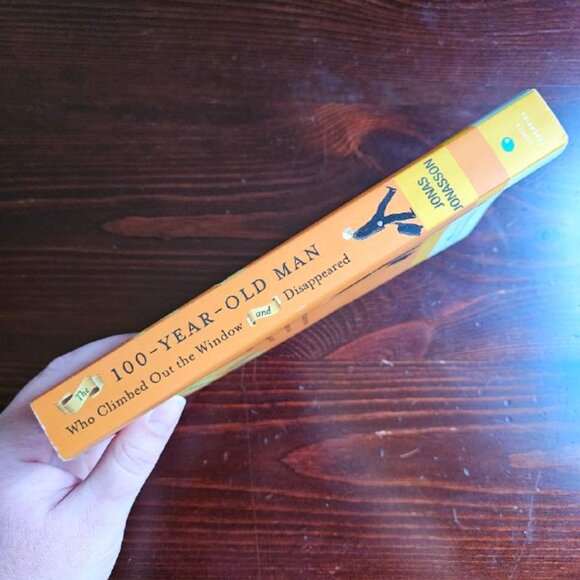 The 100-YEAR-OLD MAN
Who Climbed Out the Window and Disappeared
JONAS
JONASSON